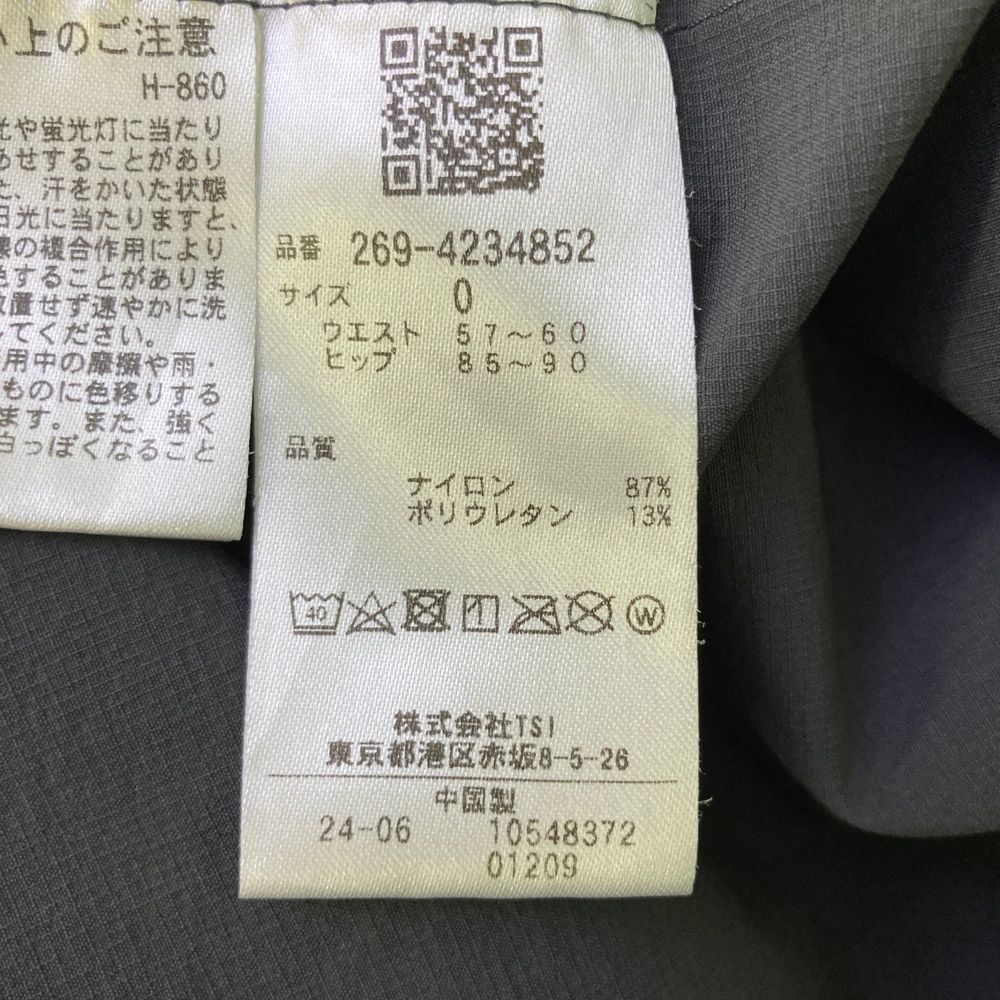 い上のご注意
H-860
光や蛍光灯に当たり
あせすることがあり
た、汗をかいた状態
日光に当たりますと、
の複合作用により
色することがありま
放置せず速やかに洗
してください。
用中の摩擦や雨・
ものに色移りする
ます。また、強く
白っぽくなること
品番 269-4234852
サイズ 0
ウエスト 57～60
ヒップ 85～90
品質
ナイロン 87%
ポリウレタン 13%
40 W
株式会社TSI
東京都港区赤坂8-5-26
中国製
24-06 10548372
01209